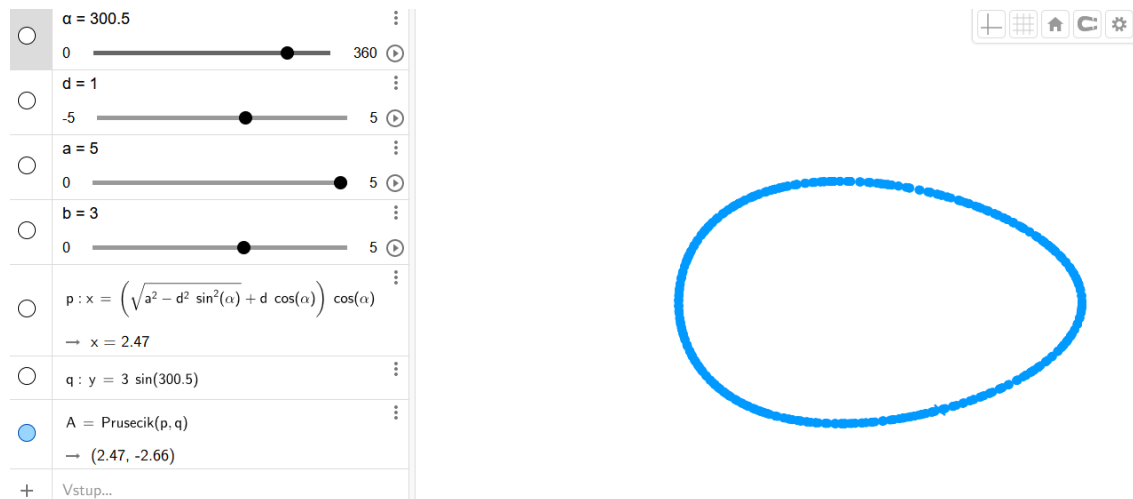 α = 300.5
0 360
d = 1
-5 5
a = 5
0 5
b = 3
0 5
p : x = (√(a² − d² sin²(α)) + d cos(α)) cos(α)
→ x = 2.47
q : y = 3 sin(300.5)
A = Prusecik(p, q)
→ (2.47, -2.66)
+ Vstup...